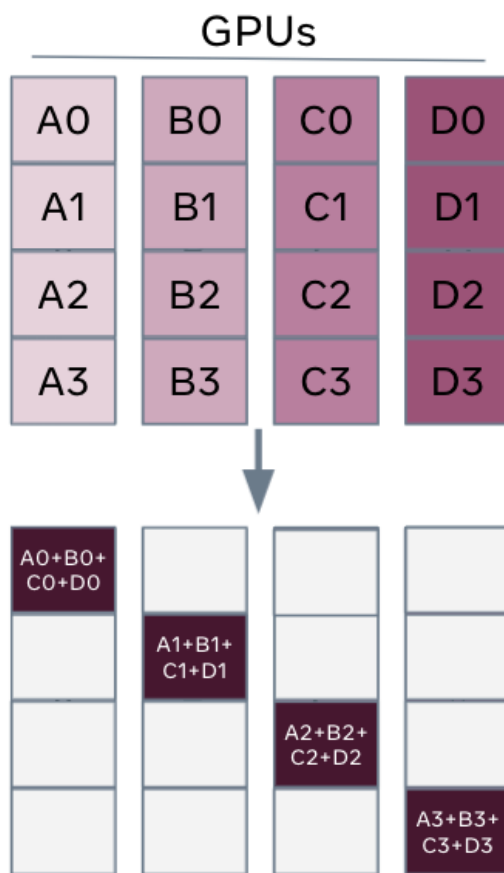 GPUs
A0 B0 C0 D0
A1 B1 C1 D1
A2 B2 C2 D2
A3 B3 C3 D3
A0+B0+
C0+D0
A1+B1+
C1+D1
A2+B2+
C2+D2
A3+B3+
C3+D3